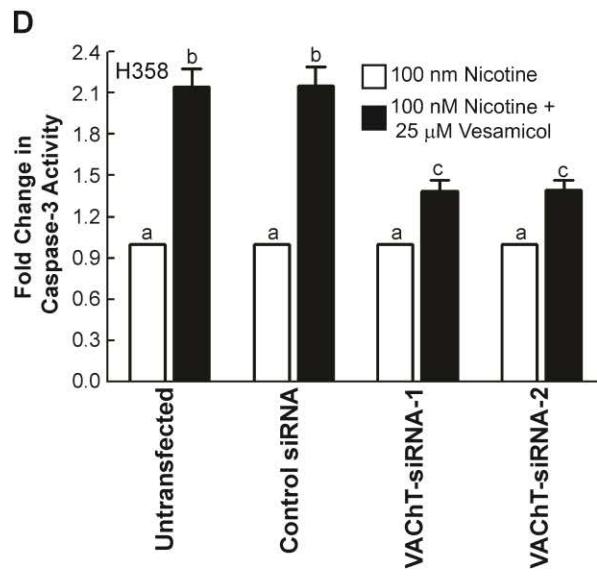 D
H358
100 nm Nicotine
100 nM Nicotine +
25 μM Vesamicol
Fold Change in
Caspase-3 Activity
2.4
2.1
1.8
1.5
1.2
0.9
0.6
0.3
0.0
a
b
a
b
a
c
a
c
Untransfected
Control siRNA
VAChT-siRNA-1
VAChT-siRNA-2